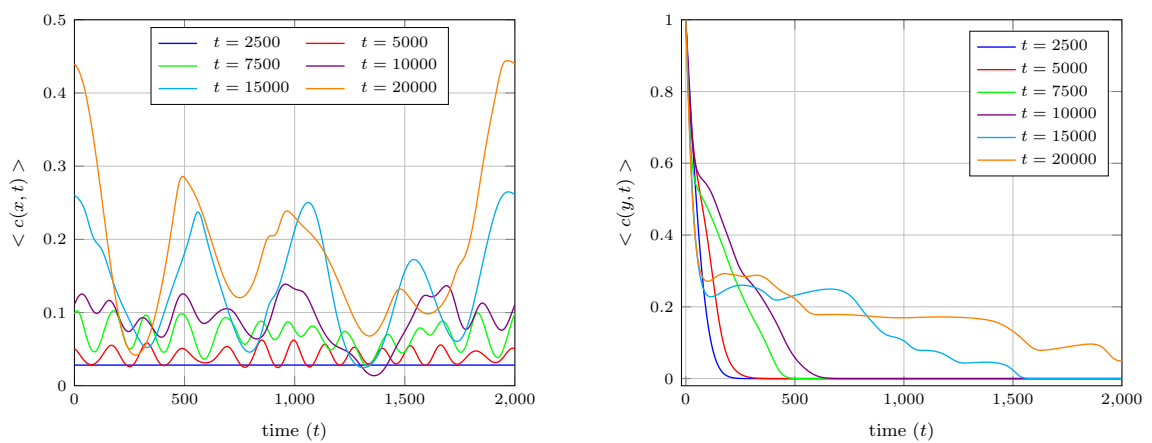 0.5
0.4
0.3
0.2
0.1
0
< c(x, t) >
t = 2500
t = 5000
t = 7500
t = 10000
t = 15000
t = 20000
0
500
1,000
1,500
2,000
time (t)
1
0.8
0.6
0.4
0.2
0
< c(y, t) >
t = 2500
t = 5000
t = 7500
t = 10000
t = 15000
t = 20000
0
500
1,000
1,500
2,000
time (t)